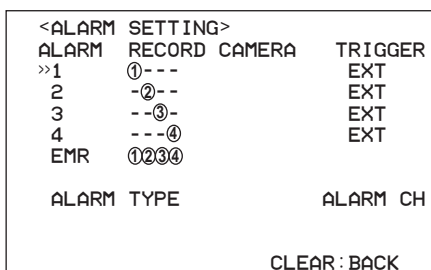 <ALARM SETTING>
ALARM RECORD CAMERA TRIGGER
»1 ①--- EXT
2 -②-- EXT
3 --③- EXT
4 ---④ EXT
EMR ①②③④
ALARM TYPE ALARM CH
CLEAR:BACK